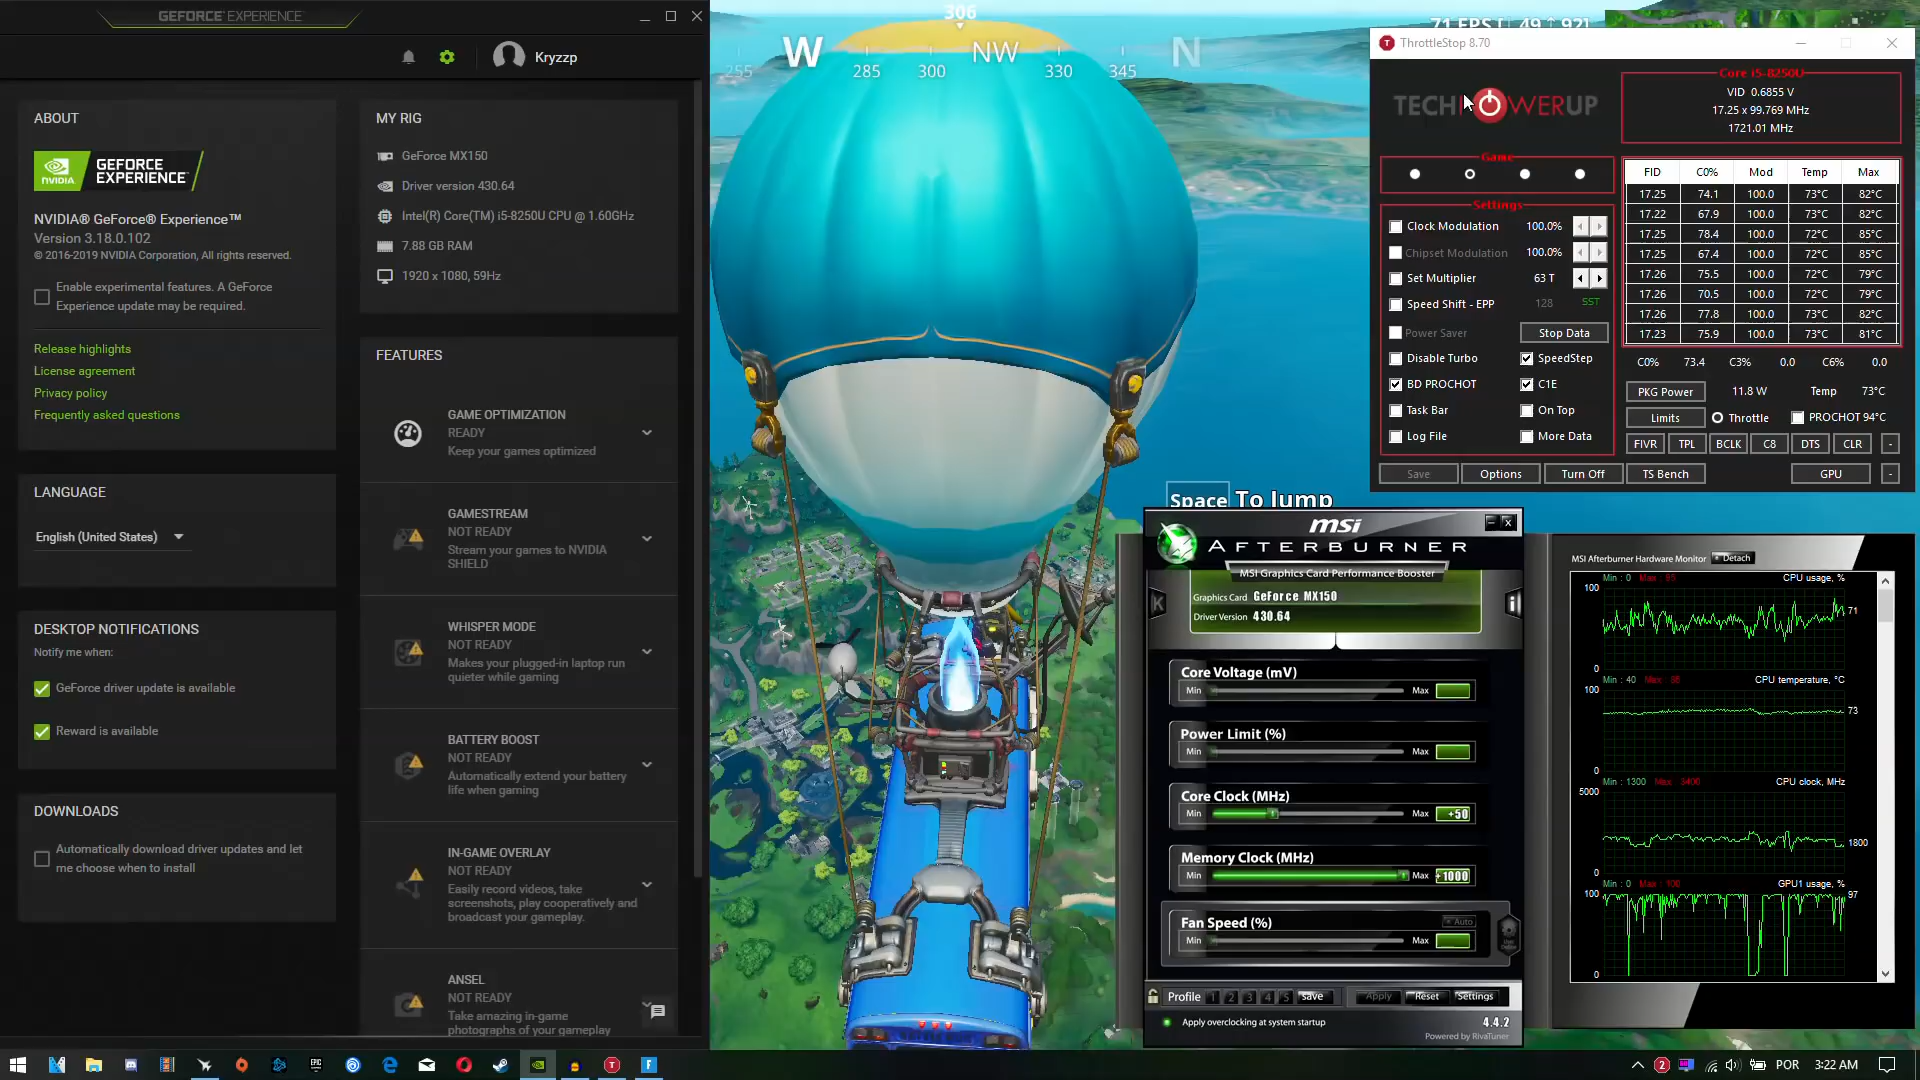 GEFORCE EXPERIENCE
Kryzzp
ABOUT
NVIDIA
GEFORCE EXPERIENCE
NVIDIA® GeForce® Experience™
Version 3.18.0.102
© 2016-2019 NVIDIA Corporation, All rights reserved.
Enable experimental features. A GeForce
Experience update may be required.
Release highlights
License agreement
Privacy policy
Frequently asked questions
LANGUAGE
English (United States)
DESKTOP NOTIFICATIONS
Notify me when:
GeForce driver update is available
Reward is available
DOWNLOADS
Automatically download driver updates and let
me choose when to install
MY RIG
GeForce MX150
Driver version 430.64
Intel(R) Core(TM) i5-8250U CPU @ 1.60GHz
7.88 GB RAM
1920 x 1080, 59Hz
FEATURES
GAME OPTIMIZATION
READY
Keep your games optimized
GAMESTREAM
NOT READY
Stream your games to NVIDIA
SHIELD
WHISPER MODE
NOT READY
Makes your plugged-in laptop run
quieter while gaming
BATTERY BOOST
NOT READY
Automatically extend your battery
life when gaming
IN-GAME OVERLAY
NOT READY
Easily record videos, take
screenshots, play cooperatively and
broadcast your gameplay.
ANSEL
NOT READY
Take amazing in-game
photographs of your gameplay
306
W NW N
255 285 300 330 345
71 FPS [ 49 ↑ 92]
Space To Jump
ThrottleStop 8.70
TECHPOWERUP
Core i5-8250U
VID 0.6855 V
17.25 x 99.769 MHz
1721.01 MHz
Game
Settings
Clock Modulation 100.0%
Chipset Modulation 100.0%
Set Multiplier 63 T
Speed Shift - EPP 128 SST
Power Saver Stop Data
Disable Turbo SpeedStep
BD PROCHOT C1E
Task Bar On Top
Log File More Data
Save Options Turn Off TS Bench GPU -
FID C0% Mod Temp Max
17.25 74.1 100.0 73°C 82°C
17.22 67.9 100.0 73°C 82°C
17.25 78.4 100.0 72°C 85°C
17.25 67.4 100.0 72°C 85°C
17.26 75.5 100.0 72°C 79°C
17.26 70.5 100.0 72°C 79°C
17.26 77.8 100.0 73°C 82°C
17.23 75.9 100.0 73°C 81°C
C0% 73.4 C3% 0.0 C6% 0.0
PKG Power 11.8 W Temp 73°C
Limits Throttle PROCHOT 94°C
FIVR TPL BCLK C8 DTS CLR -
msi
AFTERBURNER
MSI Graphics Card Performance Booster
Graphics Card GeForce MX150
Driver Version 430.64
K i
Core Voltage (mV)
Min Max
Power Limit (%)
Min Max
Core Clock (MHz)
Min Max +50
Memory Clock (MHz)
Min Max +1000
Fan Speed (%) Auto
Min Max
Profile 1 2 3 4 5 save Apply Reset Settings
Apply overclocking at system startup 4.4.2
Powered by RivaTuner
MSI Afterburner Hardware Monitor Detach
Min : 0 Max : 95 CPU usage, %
100 71
0
Min : 40 CPU temperature, °C
100 73
0
Min : 1300 Max : 3400 CPU clock, MHz
5000 1800
0
Min : 0 Max : 100 GPU1 usage, %
100 97
0
EPIC
T F
2 POR 3:22 AM